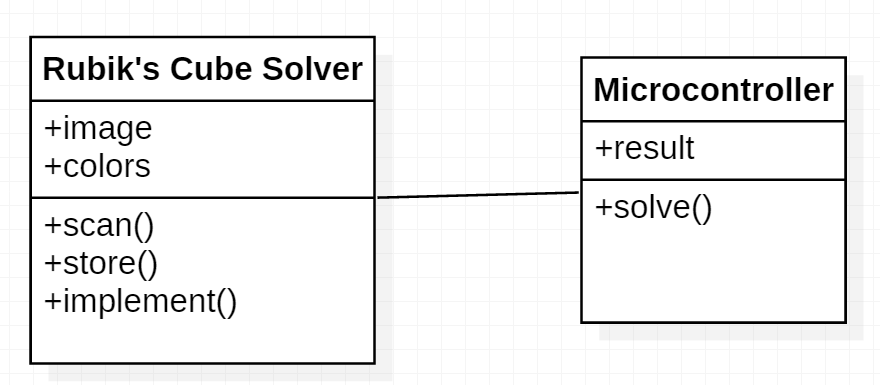 Rubik's Cube Solver
+image
+colors
+scan()
+store()
+implement()
Microcontroller
+result
+solve()